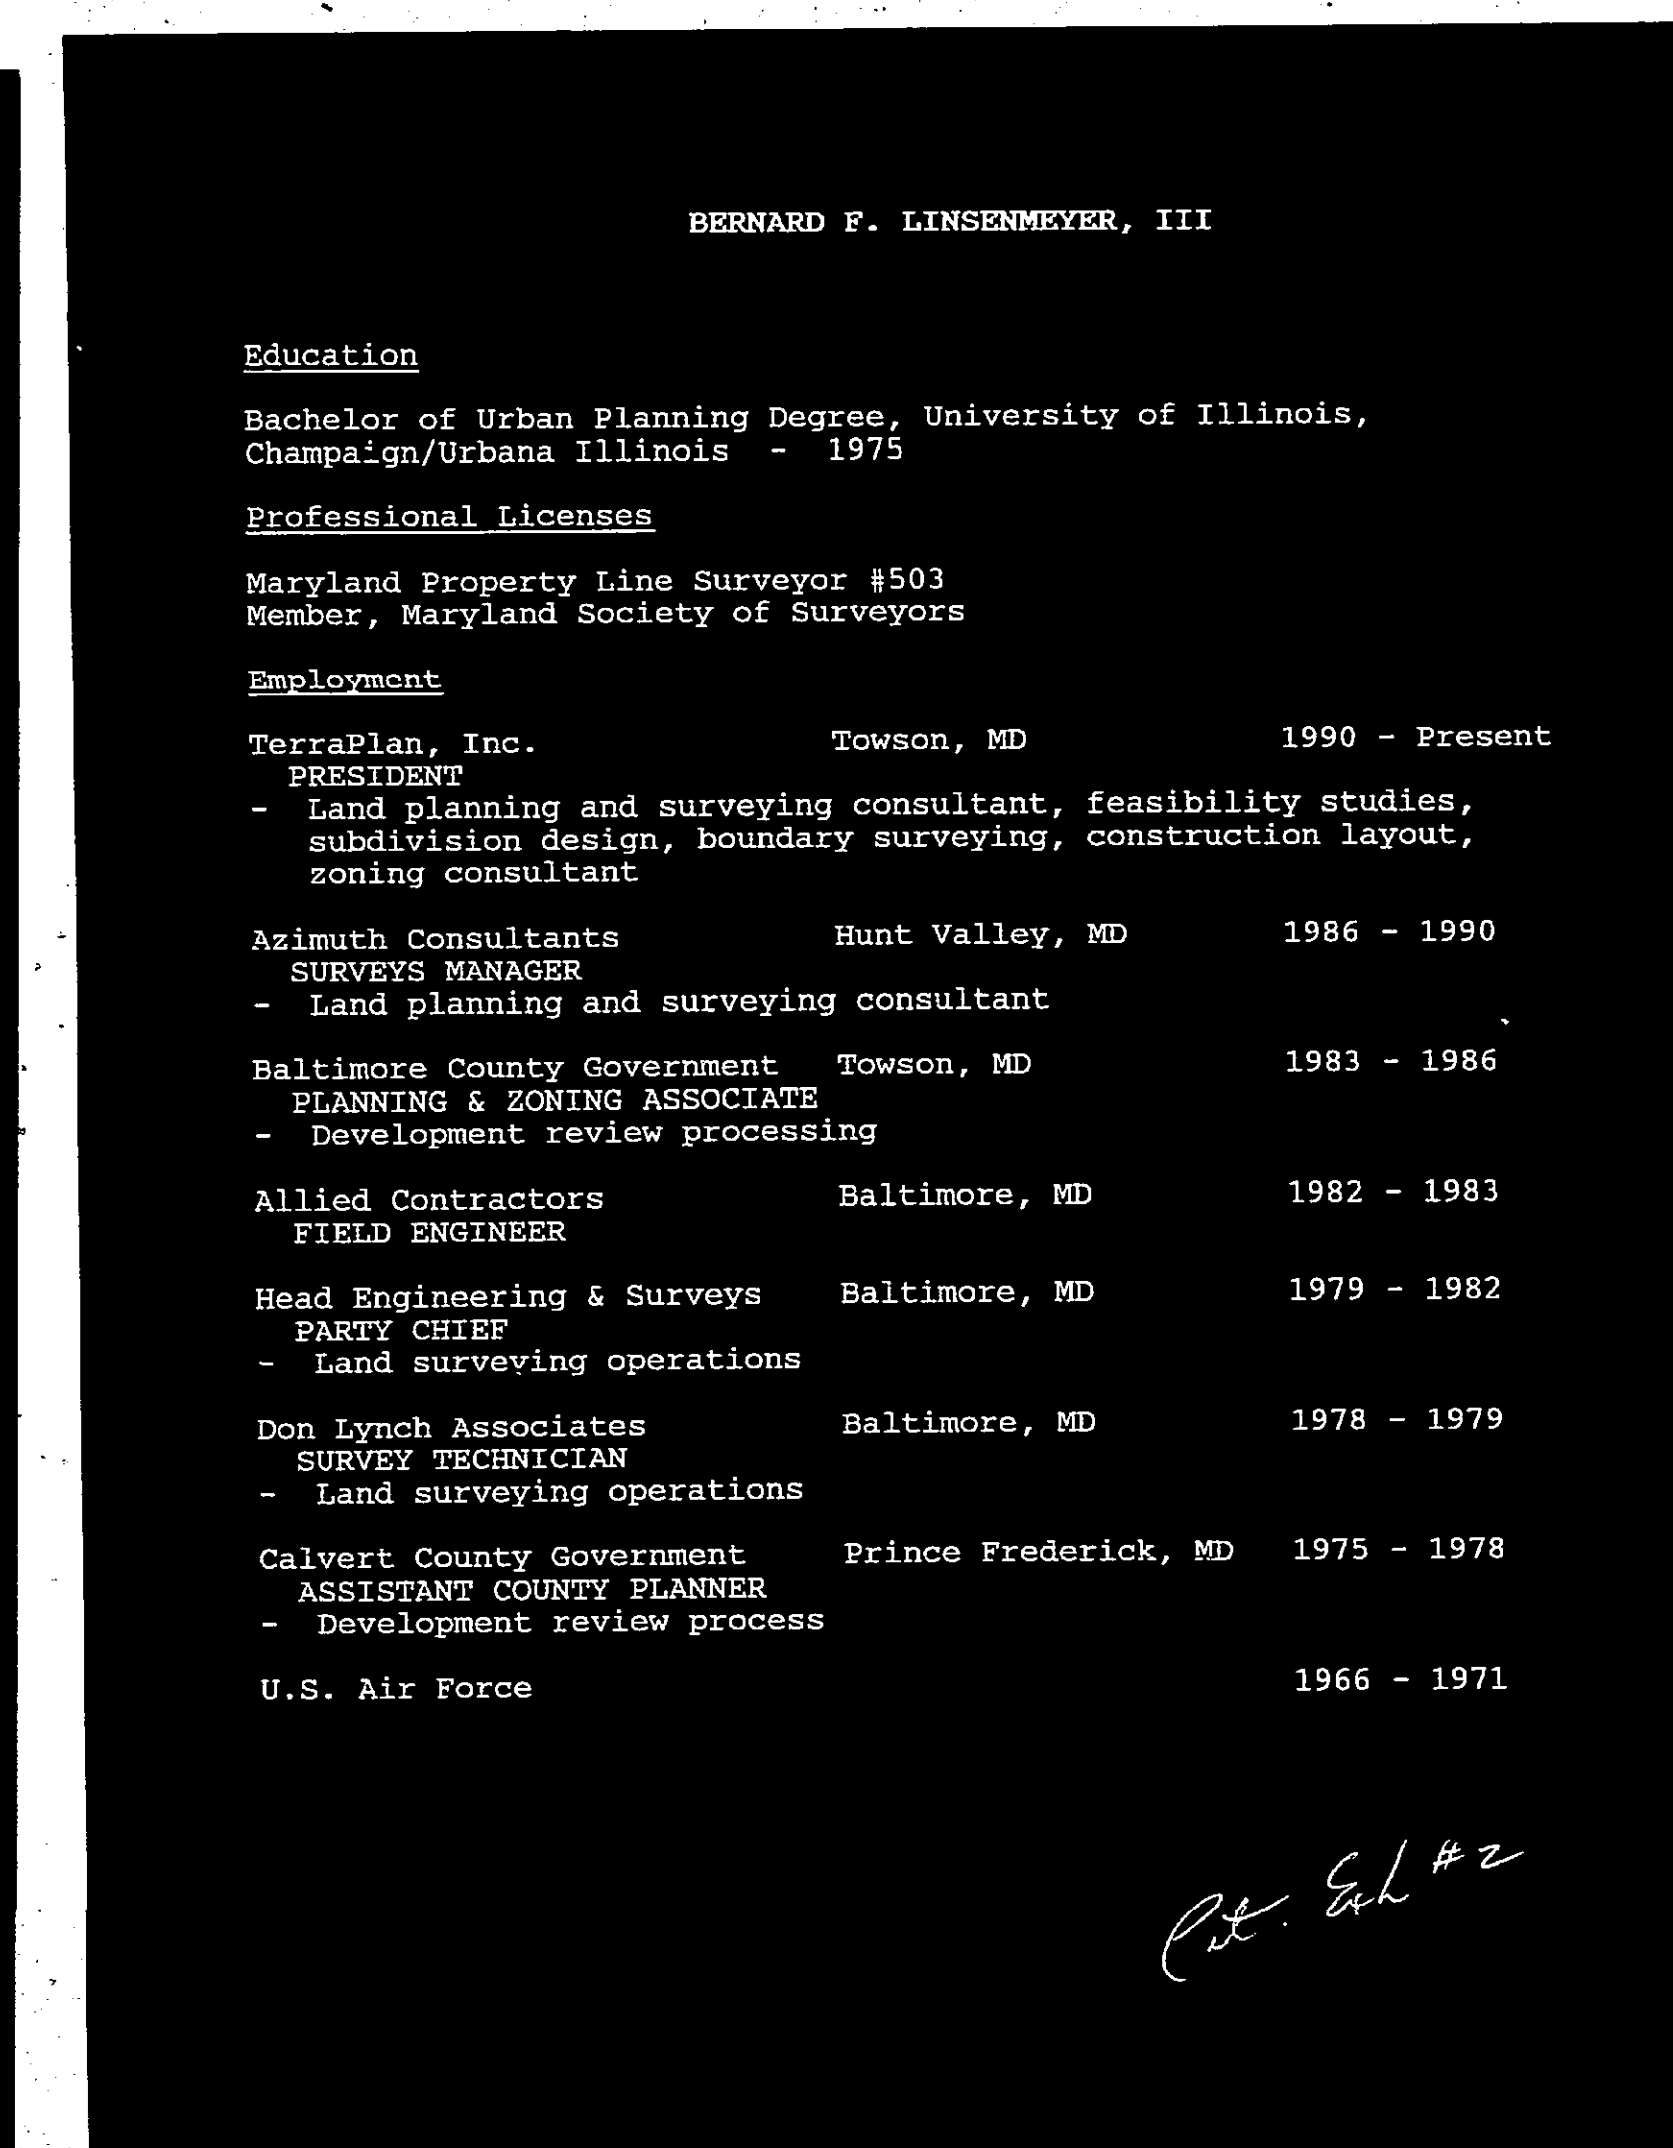 BERNARD F. LINSENMEYER, III
Education
Bachelor of Urban Planning Degree, University of Illinois,
Champaign/Urbana Illinois - 1975
Professional Licenses
Maryland Property Line Surveyor #503
Member, Maryland Society of Surveyors
Employment
TerraPlan, Inc. Towson, MD 1990 - Present
PRESIDENT
- Land planning and surveying consultant, feasibility studies,
subdivision design, boundary surveying, construction layout,
zoning consultant
Azimuth Consultants Hunt Valley, MD 1986 - 1990
SURVEYS MANAGER
- Land planning and surveying consultant
Baltimore County Government Towson, MD 1983 - 1986
PLANNING & ZONING ASSOCIATE
- Development review processing
Allied Contractors Baltimore, MD 1982 - 1983
FIELD ENGINEER
Head Engineering & Surveys Baltimore, MD 1979 - 1982
PARTY CHIEF
- Land surveying operations
Don Lynch Associates Baltimore, MD 1978 - 1979
SURVEY TECHNICIAN
- Land surveying operations
Calvert County Government Prince Frederick, MD 1975 - 1978
ASSISTANT COUNTY PLANNER
- Development review process
U.S. Air Force 1966 - 1971
Pet. Exh #2